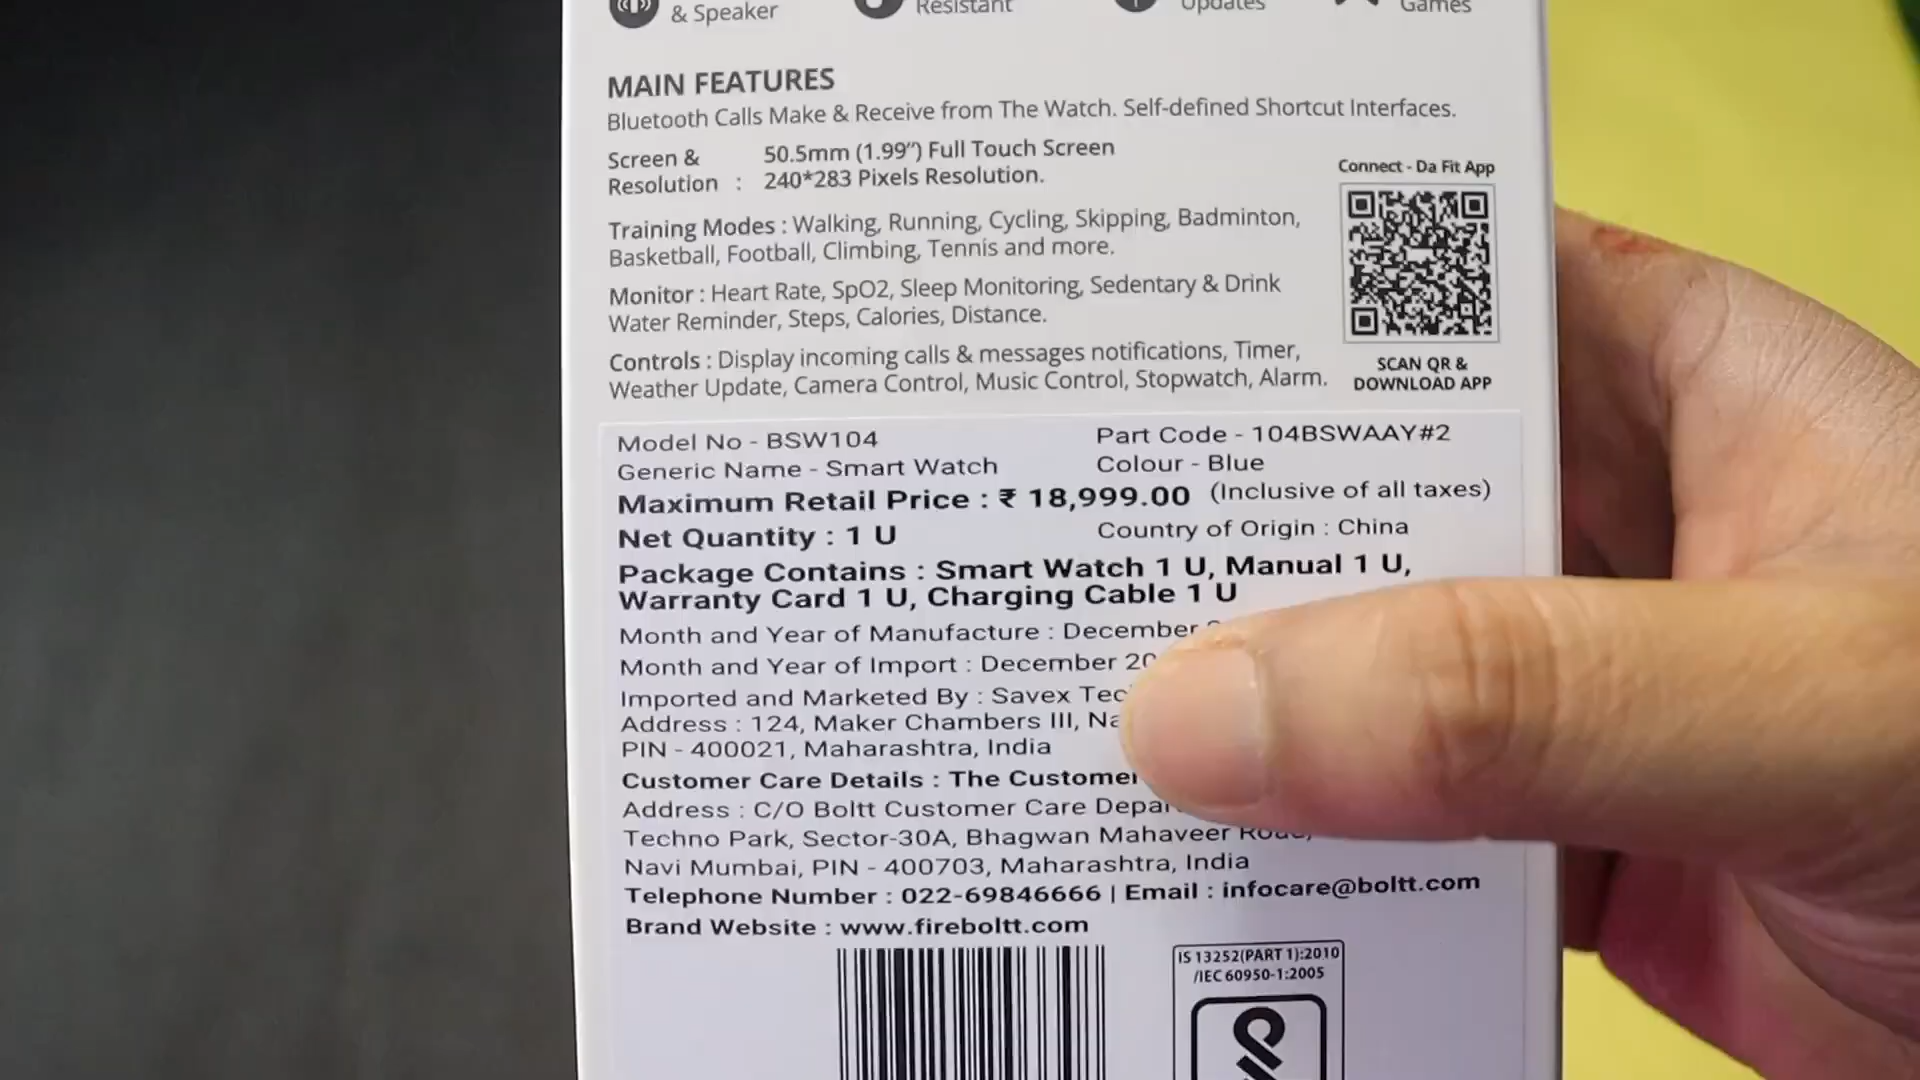 & Speaker
Resistant
Updates
Games
MAIN FEATURES
Bluetooth Calls Make & Receive from The Watch. Self-defined Shortcut Interfaces.
Screen & Resolution : 50.5mm (1.99") Full Touch Screen
240*283 Pixels Resolution.
Connect - Da Fit App
Training Modes : Walking, Running, Cycling, Skipping, Badminton,
Basketball, Football, Climbing, Tennis and more.
Monitor : Heart Rate, SpO2, Sleep Monitoring, Sedentary & Drink
Water Reminder, Steps, Calories, Distance.
Controls : Display incoming calls & messages notifications, Timer,
Weather Update, Camera Control, Music Control, Stopwatch, Alarm.
SCAN QR &
DOWNLOAD APP
Model No - BSW104
Part Code - 104BSWAAY#2
Generic Name - Smart Watch
Colour - Blue
Maximum Retail Price : ₹ 18,999.00 (Inclusive of all taxes)
Net Quantity : 1 U
Country of Origin : China
Package Contains : Smart Watch 1 U, Manual 1 U,
Warranty Card 1 U, Charging Cable 1 U
Month and Year of Manufacture : December
Month and Year of Import : December
Imported and Marketed By : Savex
Address : 124, Maker Chambers III,
PIN - 400021, Maharashtra, India
Customer Care Details : The Customer
Address : C/O Boltt Customer Care
Techno Park, Sector-30A, Bhagwan Mahaveer Road,
Navi Mumbai, PIN - 400703, Maharashtra, India
Telephone Number : 022-69846666 | Email : infocare@boltt.com
Brand Website : www.fireboltt.com
IS 13252(PART 1):2010
/IEC 60950-1:2005